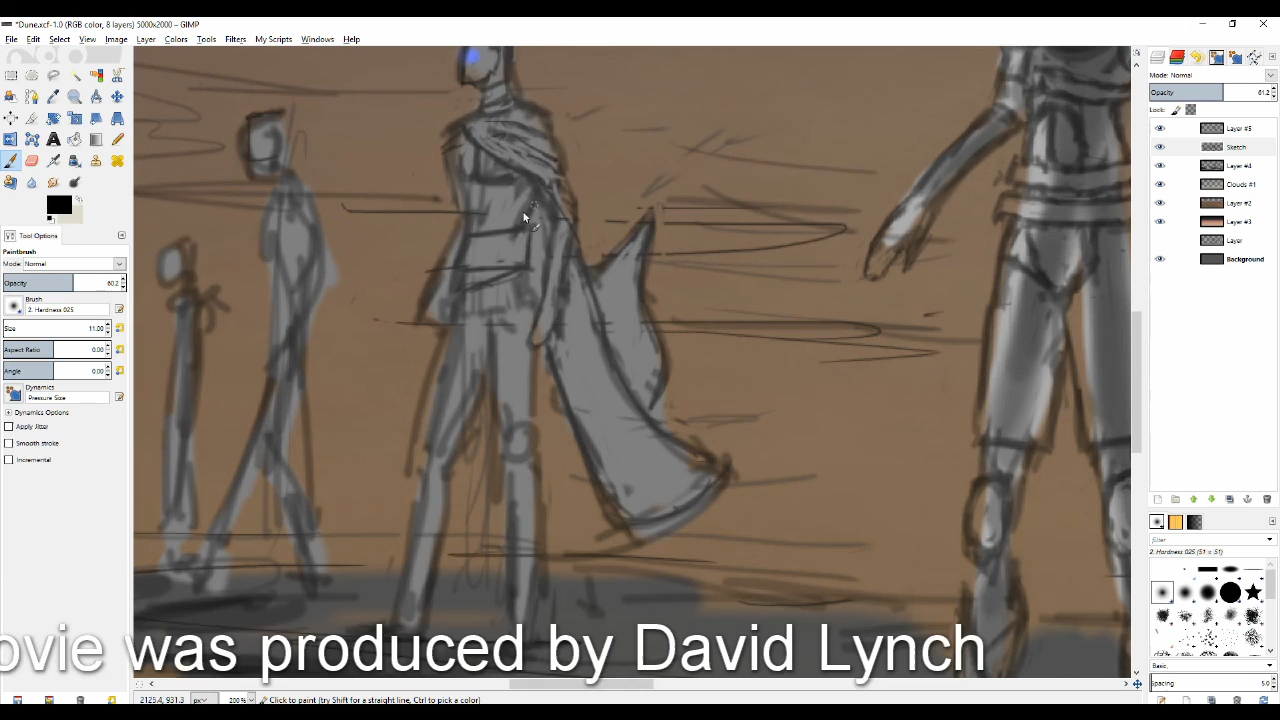 *Dune.xcf-1.0 (RGB color, 8 layers) 5000x2000 – GIMP
File Edit Select View Image Layer Colors Tools Filters My Scripts Windows Help
Mode: Normal
Opacity 61.2
Lock:
Layer #5
Sketch
Layer #4
Clouds #1
Layer #2
Layer #3
Layer
Background
Tool Options
Paintbrush
Mode: Normal
Opacity 60.2
Brush
2. Hardness 025
Size 11.00
Aspect Ratio 0.00
Angle 0.00
Dynamics
Pressure Size
Dynamics Options
Apply Jitter
Smooth stroke
Incremental
filter
2. Hardness 025 (51 × 51)
Basic,
Spacing 5.0
ovie was produced by David Lynch
2125.4, 931.3 px 200 % Click to paint (try Shift for a straight line, Ctrl to pick a color)